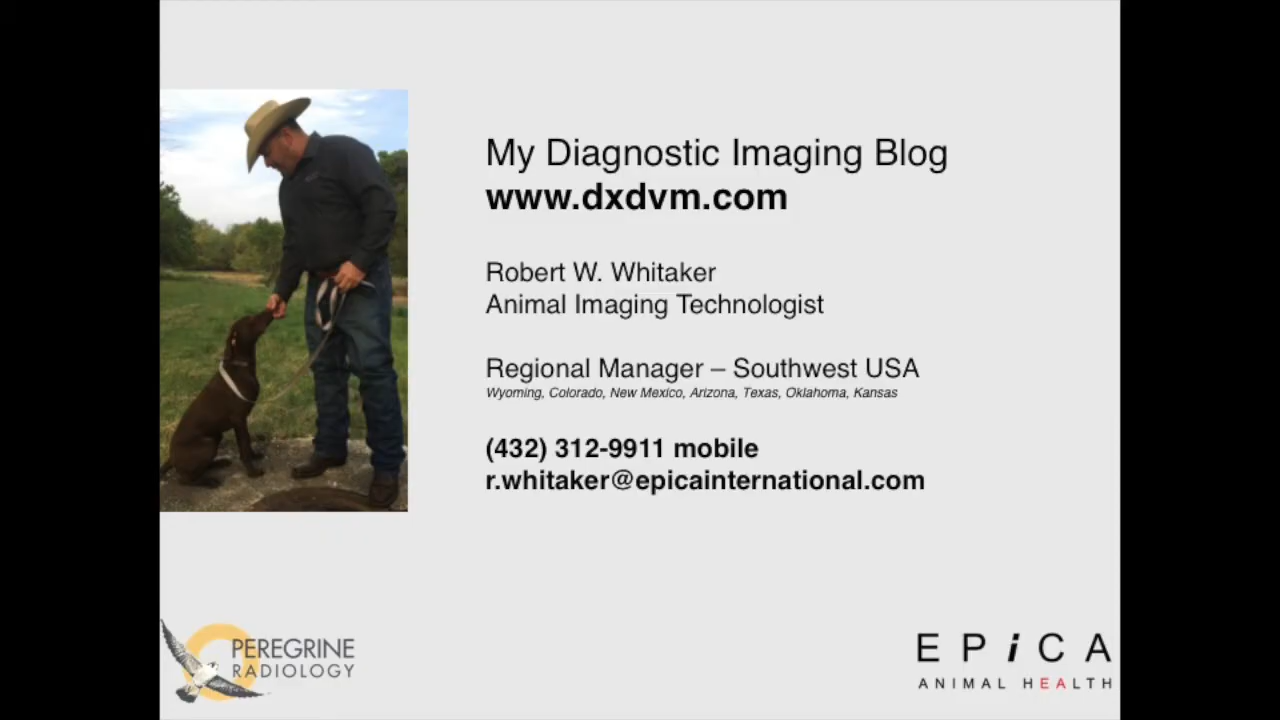 My Diagnostic Imaging Blog
www.dxdvm.com
Robert W. Whitaker
Animal Imaging Technologist
Regional Manager – Southwest USA
Wyoming, Colorado, New Mexico, Arizona, Texas, Oklahoma, Kansas
(432) 312-9911 mobile
r.whitaker@epicainternational.com
PEREGRINE
RADIOLOGY
EPiCA
ANIMAL HEALTH